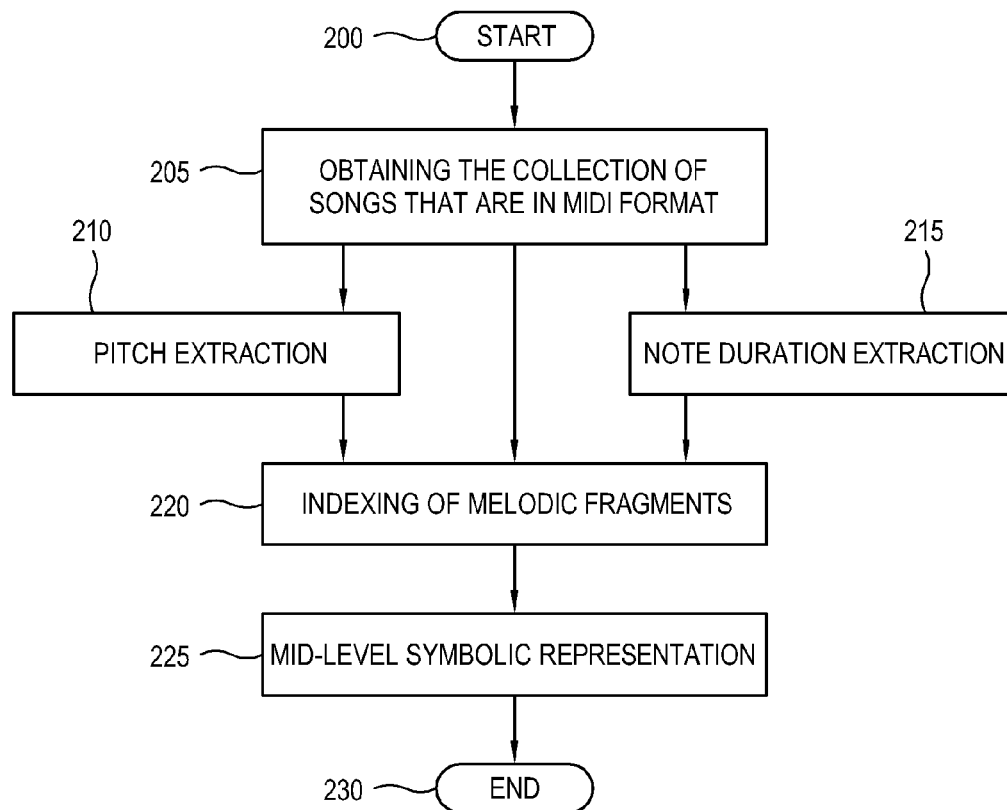 200
START
205
OBTAINING THE COLLECTION OF
SONGS THAT ARE IN MIDI FORMAT
210
215
PITCH EXTRACTION
NOTE DURATION EXTRACTION
220
INDEXING OF MELODIC FRAGMENTS
225
MID-LEVEL SYMBOLIC REPRESENTATION
230
END